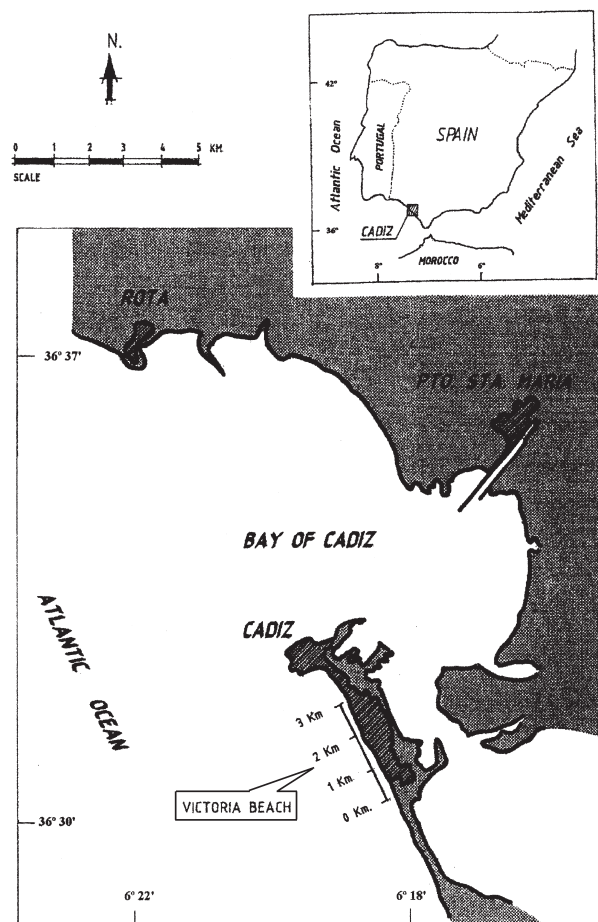 N.
0 1 2 3 4 5 KM.
SCALE
42°
Atlantic Ocean
PORTUGAL
SPAIN
Mediterranean Sea
CADIZ
36°
MOROCCO
8° 6°
ROTA
36° 37'
PTO. STA. MARIA
BAY OF CADIZ
CADIZ
ATLANTIC OCEAN
3 Km
2 Km
1 Km.
0 Km.
VICTORIA BEACH
36° 30'
6° 22' 6° 18'